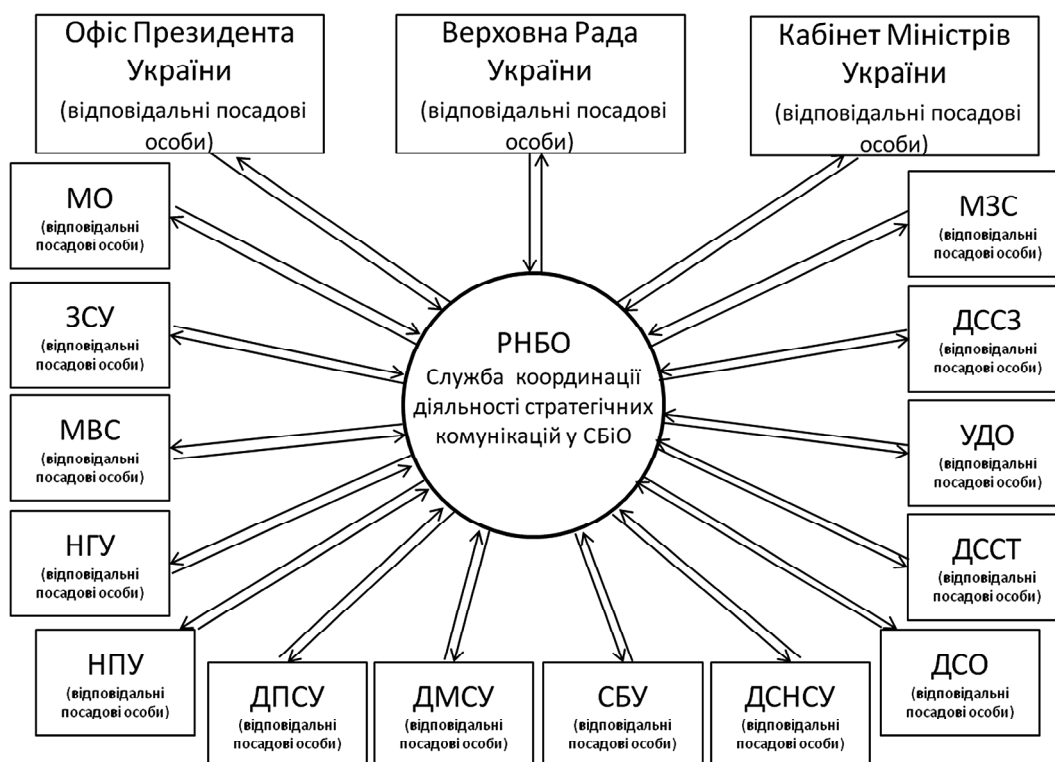 Офіс Президента
України
(відповідальні посадові
особи)
Верховна Рада
України
(відповідальні посадові
особи)
Кабінет Міністрів
України
(відповідальні посадові
особи)
МО
(відповідальні
посадові особи)
ЗСУ
(відповідальні
посадові особи)
МВС
(відповідальні
посадові особи)
НГУ
(відповідальні
посадові особи)
НПУ
(відповідальні
посадові особи)
РНБО
Служба координації
діяльності стратегічних
комунікацій у СБіО
МЗС
(відповідальні
посадові особи)
ДССЗ
(відповідальні
посадові особи)
УДО
(відповідальні
посадові особи)
ДССТ
(відповідальні
посадові особи)
ДСО
(відповідальні
посадові особи)
ДПСУ
(відповідальні
посадові особи)
ДМСУ
(відповідальні
посадові особи)
СБУ
(відповідальні
посадові особи)
ДСНСУ
(відповідальні
посадові особи)